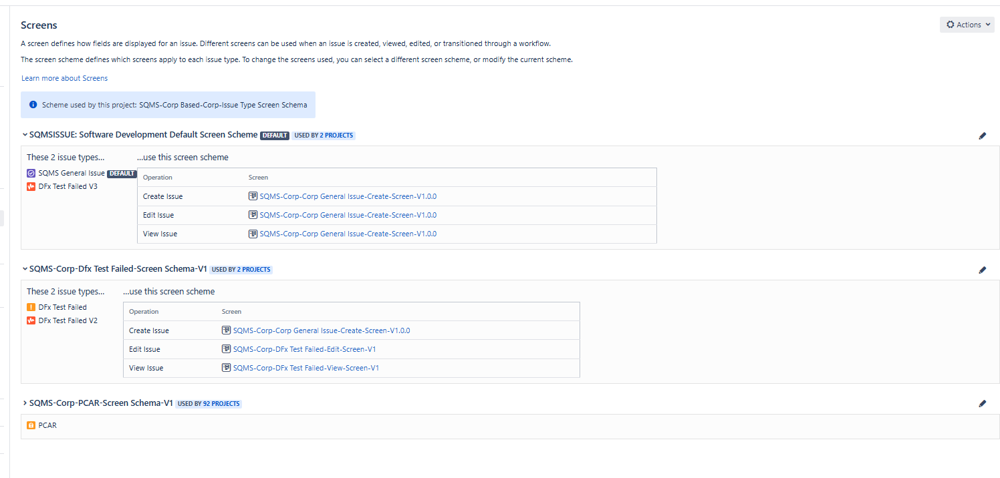 Screens
Actions
A screen defines how fields are displayed for an issue. Different screens can be used when an issue is created, viewed, edited, or transitioned through a workflow.
The screen scheme defines which screens apply to each issue type. To change the screens used, you can select a different screen scheme, or modify the current scheme.
Learn more about Screens
Scheme used by this project: SQMS-Corp Based-Corp-Issue Type Screen Schema
SQMSISSUE: Software Development Default Screen Scheme DEFAULT USED BY 2 PROJECTS
These 2 issue types... ...use this screen scheme
SQMS General Issue DEFAULT
DFx Test Failed V3
Operation Screen
Create Issue SQMS-Corp-Corp General Issue-Create-Screen-V1.0.0
Edit Issue SQMS-Corp-Corp General Issue-Create-Screen-V1.0.0
View Issue SQMS-Corp-Corp General Issue-Create-Screen-V1.0.0
SQMS-Corp-Dfx Test Failed-Screen Schema-V1 USED BY 2 PROJECTS
These 2 issue types... ...use this screen scheme
DFx Test Failed
DFx Test Failed V2
Operation Screen
Create Issue SQMS-Corp-Corp General Issue-Create-Screen-V1.0.0
Edit Issue SQMS-Corp-DFx Test Failed-Edit-Screen-V1
View Issue SQMS-Corp-DFx Test Failed-View-Screen-V1
SQMS-Corp-PCAR-Screen Schema-V1 USED BY 92 PROJECTS
PCAR